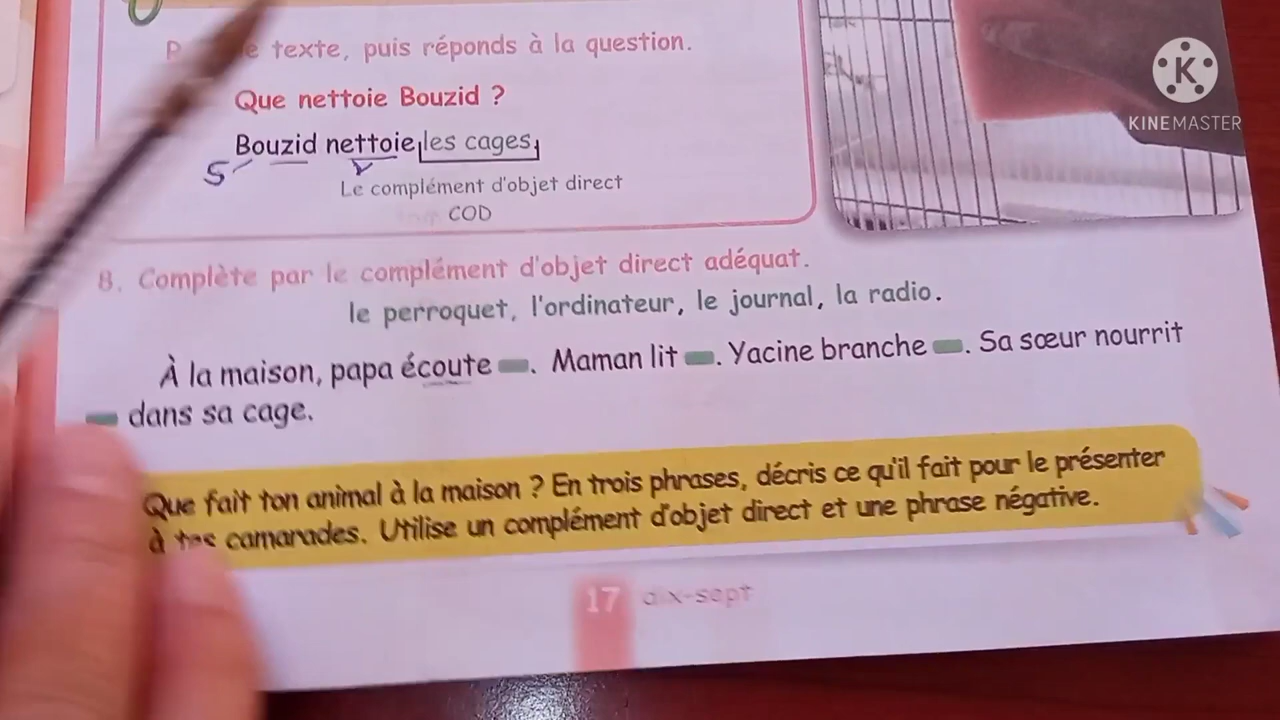 texte, puis réponds à la question.
Que nettoie Bouzid ?
Bouzid nettoie les cages
S V
Le complément d'objet direct
COD
8. Complète par le complément d'objet direct adéquat.
le perroquet, l'ordinateur, le journal, la radio.
À la maison, papa écoute . Maman lit . Yacine branche . Sa sœur nourrit
dans sa cage.
Que fait ton animal à la maison ? En trois phrases, décris ce qu'il fait pour le présenter
à tes camarades. Utilise un complément d'objet direct et une phrase négative.
17 dix-sept
K
KINEMASTER